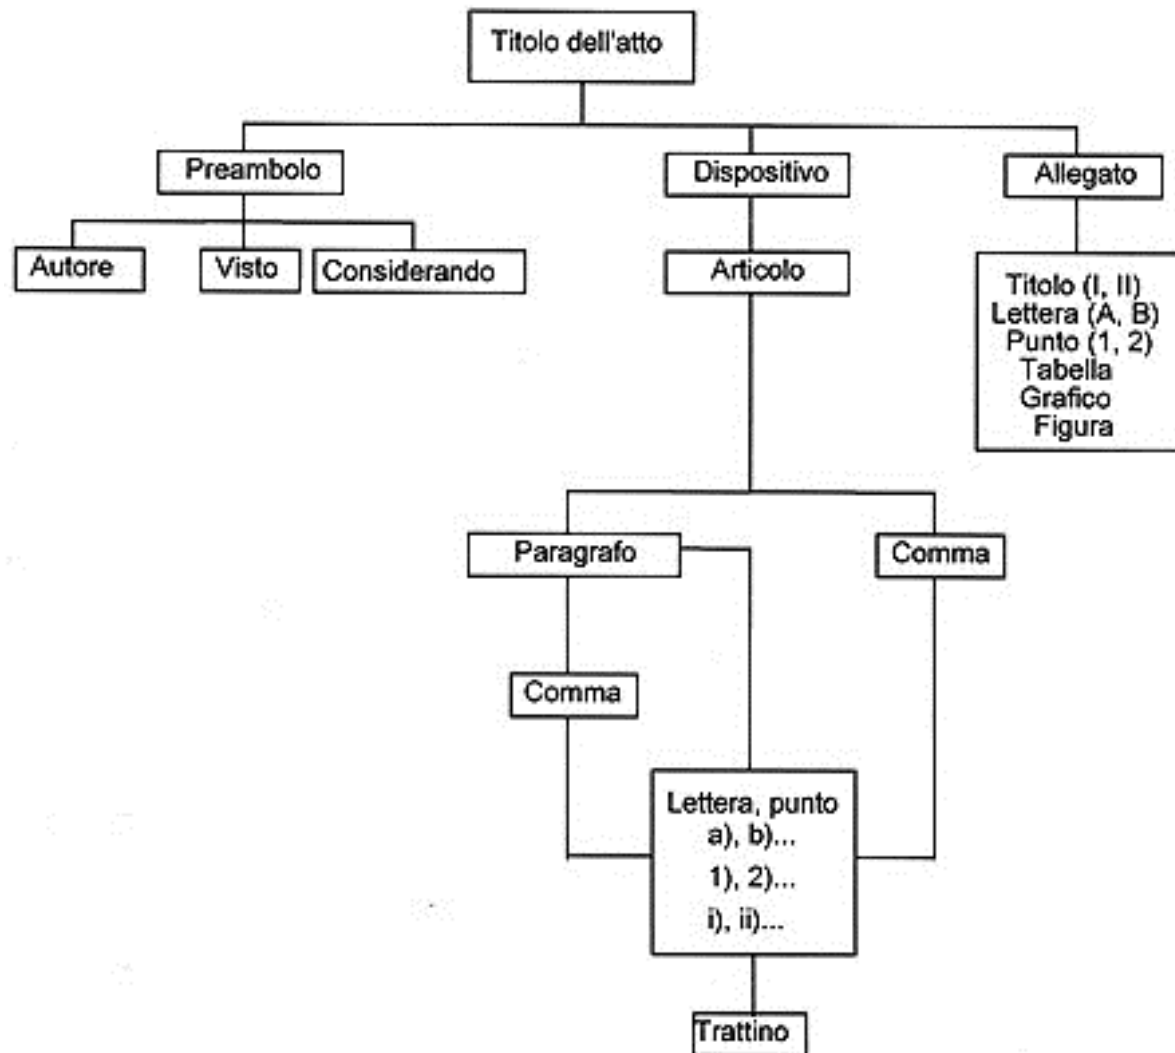 Titolo dell'atto
Preambolo
Dispositivo
Allegato
Autore
Visto
Considerando
Articolo
Titolo (I, II)
Lettera (A, B)
Punto (1, 2)
Tabella
Grafico
Figura
Paragrafo
Comma
Comma
Lettera, punto
a), b)...
1), 2)...
i), ii)...
Trattino